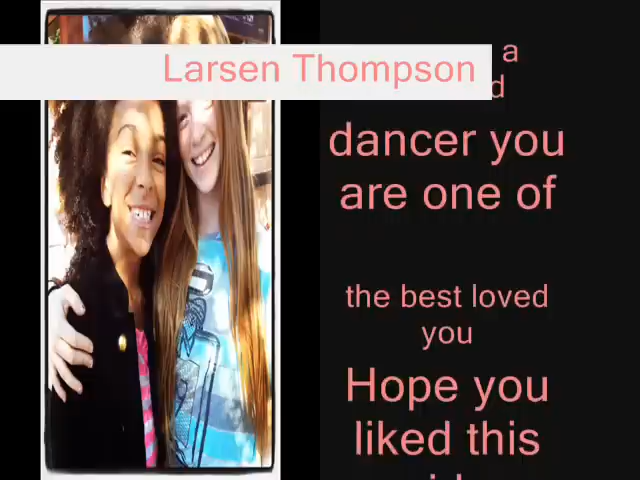 Larsen Thompson
a
d
dancer you
are one of
the best loved
you
Hope you
liked this